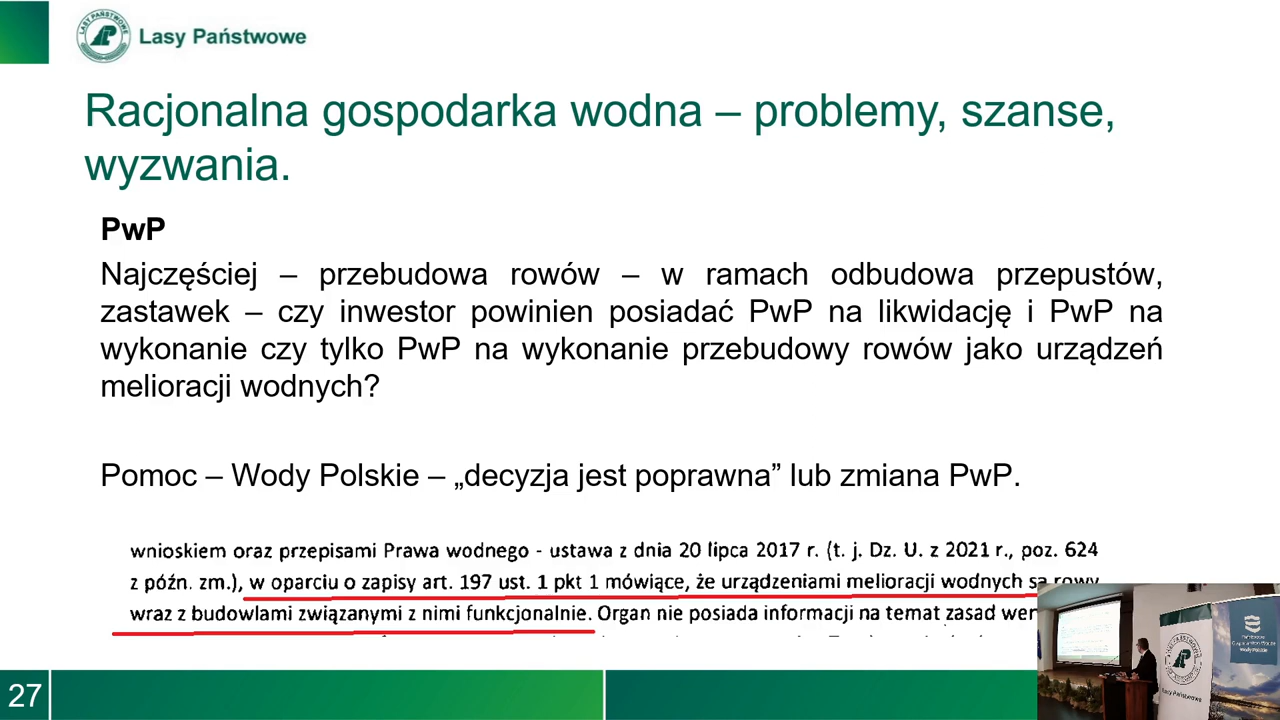 Lasy Państwowe
Racjonalna gospodarka wodna – problemy, szanse,
wyzwania.
PwP
Najczęściej – przebudowa rowów – w ramach odbudowa przepustów,
zastawek – czy inwestor powinien posiadać PwP na likwidację i PwP na
wykonanie czy tylko PwP na wykonanie przebudowy rowów jako urządzeń
melioracji wodnych?
Pomoc – Wody Polskie – „decyzja jest poprawna” lub zmiana PwP.
wnioskiem oraz przepisami Prawa wodnego - ustawa z dnia 20 lipca 2017 r. (t. j. Dz. U. z 2021 r., poz. 624
z późn. zm.), w oparciu o zapisy art. 197 ust. 1 pkt 1 mówiące, że urządzeniami melioracji wodnych są rowy
wraz z budowlami związanymi z nimi funkcjonalnie. Organ nie posiada informacji na temat zasad
Lasy Państwowe
27